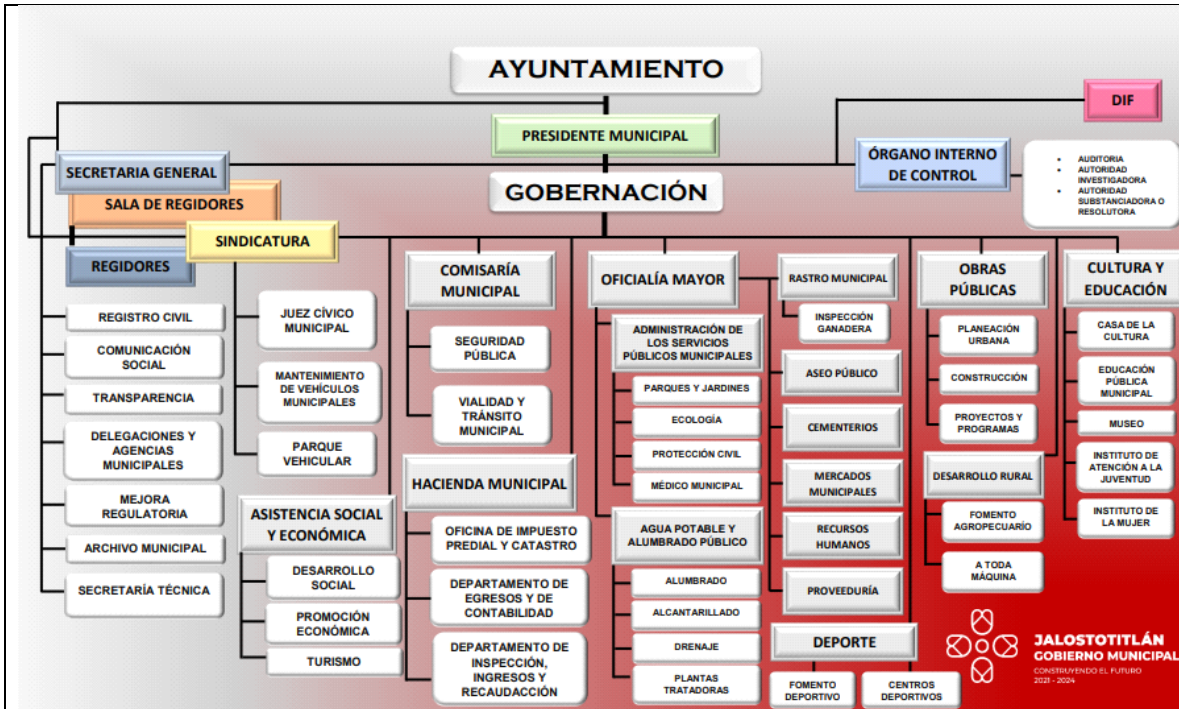 AYUNTAMIENTO
DIF
PRESIDENTE MUNICIPAL
SECRETARIA GENERAL
ÓRGANO INTERNO
DE CONTROL
• AUDITORIA
• AUTORIDAD
INVESTIGADORA
• AUTORIDAD
SUBSTANCIADORA O
RESOLUTORA
GOBERNACIÓN
SALA DE REGIDORES
SINDICATURA
REGIDORES
REGISTRO CIVIL
COMUNICACIÓN
SOCIAL
TRANSPARENCIA
DELEGACIONES Y
AGENCIAS
MUNICIPALES
MEJORA
REGULATORIA
ARCHIVO MUNICIPAL
SECRETARÍA TÉCNICA
JUEZ CÍVICO
MUNICIPAL
MANTENIMIENTO
DE VEHÍCULOS
MUNICIPALES
PARQUE
VEHICULAR
ASISTENCIA SOCIAL
Y ECONÓMICA
DESARROLLO
SOCIAL
PROMOCIÓN
ECONÓMICA
TURISMO
COMISARÍA
MUNICIPAL
SEGURIDAD
PÚBLICA
VIALIDAD Y
TRÁNSITO
MUNICIPAL
HACIENDA MUNICIPAL
OFICINA DE IMPUESTO
PREDIAL Y CATASTRO
DEPARTAMENTO DE
EGRESOS Y DE
CONTABILIDAD
DEPARTAMENTO DE
INSPECCIÓN,
INGRESOS Y
RECAUDACCIÓN
OFICIALÍA MAYOR
ADMINISTRACIÓN DE
LOS SERVICIOS
PÚBLICOS MUNICIPALES
PARQUES Y JARDINES
ECOLOGÍA
PROTECCIÓN CIVIL
MÉDICO MUNICIPAL
AGUA POTABLE Y
ALUMBRADO PÚBLICO
ALUMBRADO
ALCANTARILLADO
DRENAJE
PLANTAS
TRATADORAS
RASTRO MUNICIPAL
INSPECCIÓN
GANADERA
ASEO PÚBLICO
CEMENTERIOS
MERCADOS
MUNICIPALES
RECURSOS
HUMANOS
PROVEEDURÍA
DEPORTE
FOMENTO
DEPORTIVO
CENTROS
DEPORTIVOS
OBRAS
PÚBLICAS
PLANEACIÓN
URBANA
CONSTRUCCIÓN
PROYECTOS Y
PROGRAMAS
DESARROLLO RURAL
FOMENTO
AGROPECUARÍO
A TODA
MÁQUINA
CULTURA Y
EDUCACIÓN
CASA DE LA
CULTURA
EDUCACIÓN
PÚBLICA
MUNICIPAL
MUSEO
INSTITUTO DE
ATENCIÓN A LA
JUVENTUD
INSTITUTO DE
LA MUJER
JALOSTOTITLÁN
GOBIERNO MUNICIPAL
CONSTRUYENDO EL FUTURO
2021 - 2024